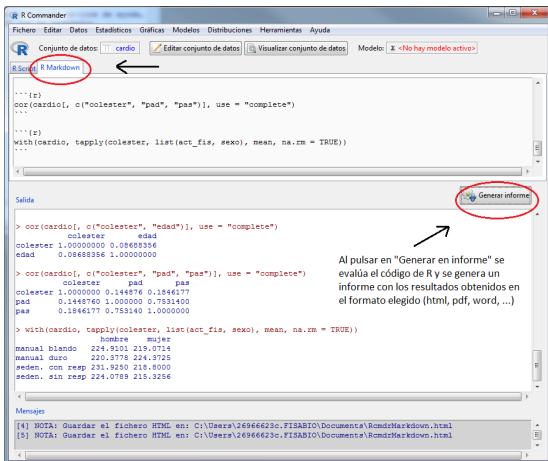 R Commander
Fichero Editar Datos Estadísticos Gráficas Modelos Distribuciones Herramientas Ayuda
Conjunto de datos: cardio Editar conjunto de datos Visualizar conjunto de datos Modelo: Σ <No hay modelo activo>
R Script R Markdown
```{r}
cor(cardio[, c("colester", "pad", "pas")], use = "complete")
```
```{r}
with(cardio, tapply(colester, list(act_fis, sexo), mean, na.rm = TRUE))
```
Salida
Generar informe
> cor(cardio[, c("colester", "edad")], use = "complete")
colester edad
colester 1.00000000 0.08688356
edad 0.08688356 1.00000000
> cor(cardio[, c("colester", "pad", "pas")], use = "complete")
colester pad pas
colester 1.0000000 0.144876 0.1846177
pad 0.1448760 1.000000 0.7531400
pas 0.1846177 0.753140 1.0000000
> with(cardio, tapply(colester, list(act_fis, sexo), mean, na.rm = TRUE))
hombre mujer
manual blando 224.9101 219.0714
manual duro 220.3778 224.3725
seden. con resp 231.9250 218.8000
seden. sin resp 224.0789 215.3256
Al pulsar en "Generar en informe" se
evalúa el código de R y se genera un
informe con los resultados obtenidos en
el formato elegido (html, pdf, word, ...)
Mensajes
[4] NOTA: Guardar el fichero HTML en: C:\Users\26966623c.FISABIO\Documents\RcmdrMarkdown.html
[5] NOTA: Guardar el fichero HTML en: C:\Users\26966623c.FISABIO\Documents\RcmdrMarkdown.html